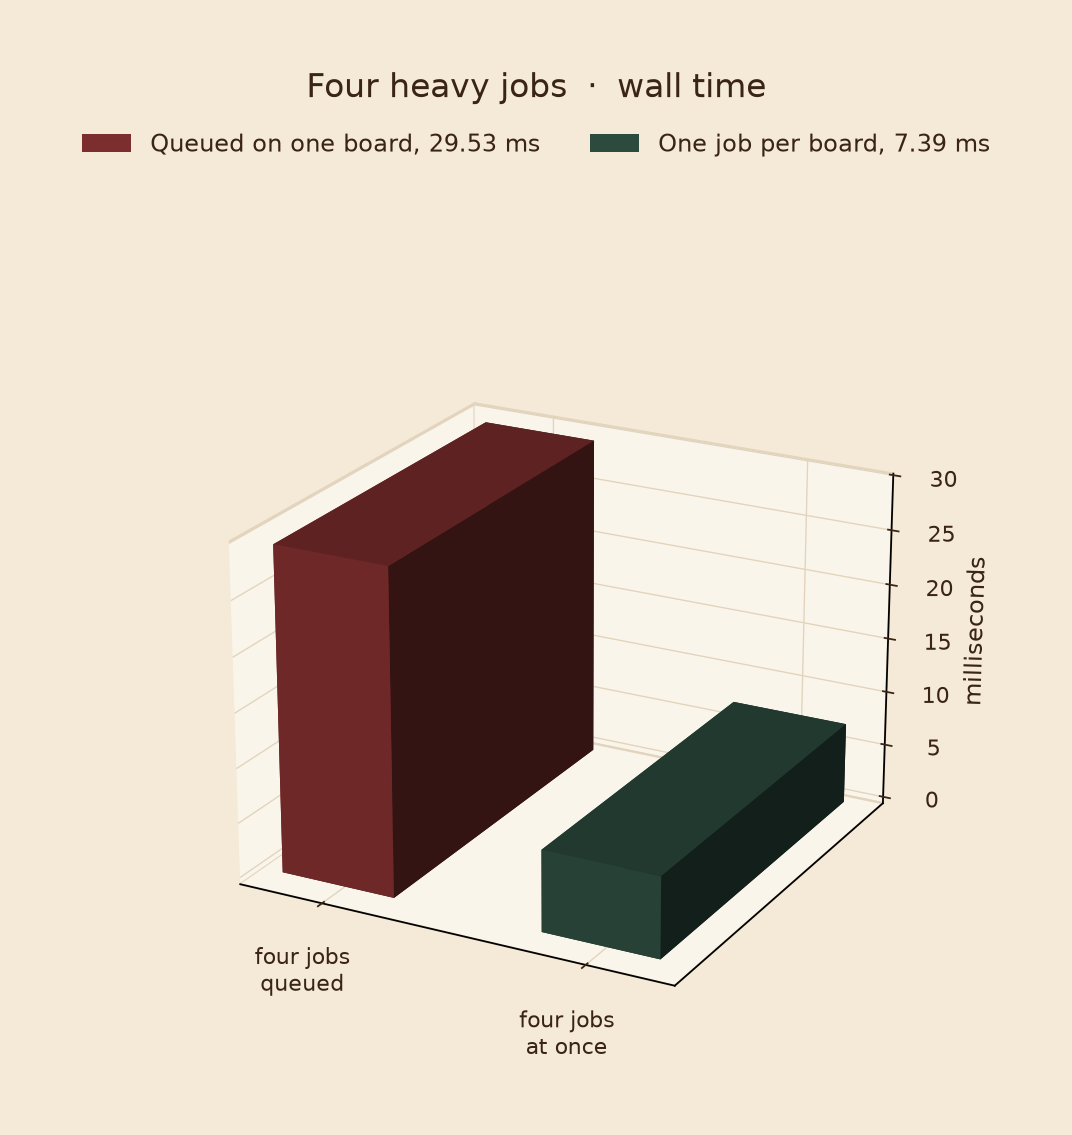 Four heavy jobs · wall time
Queued on one board, 29.53 ms
One job per board, 7.39 ms
30
25
20
15
10
5
0
milliseconds
four jobs
queued
four jobs
at once